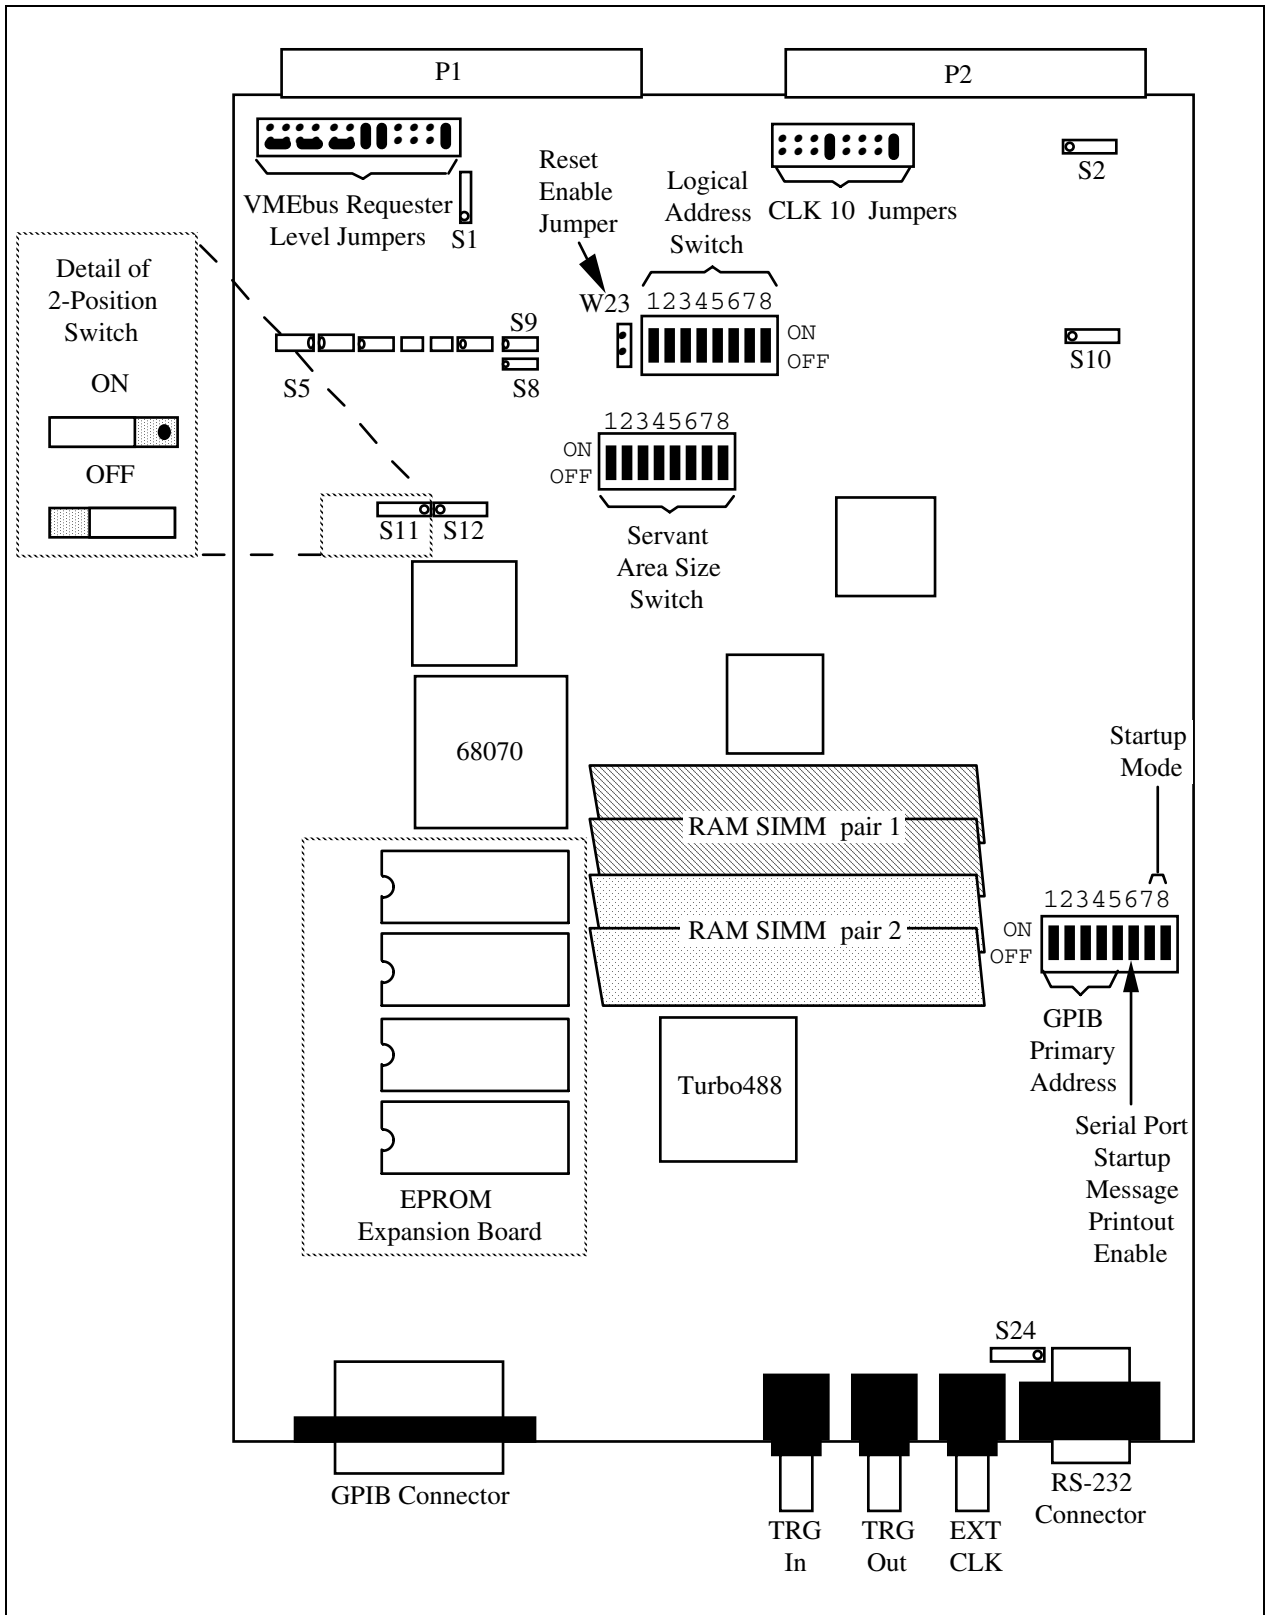 P1
P2
Reset
Enable
Jumper
Logical
Address
Switch
VMEbus Requester
Level Jumpers
S1
CLK 10 Jumpers
S2
Detail of
2-Position
Switch
ON
OFF
W23
12345678
ON
OFF
S9
S8
S5
S10
12345678
ON
OFF
Servant
Area Size
Switch
S11
S12
68070
RAM SIMM pair 1
RAM SIMM pair 2
Startup
Mode
12345678
ON
OFF
GPIB
Primary
Address
Turbo488
Serial Port
Startup
Message
Printout
Enable
EPROM
Expansion Board
S24
GPIB Connector
TRG
In
TRG
Out
EXT
CLK
RS-232
Connector